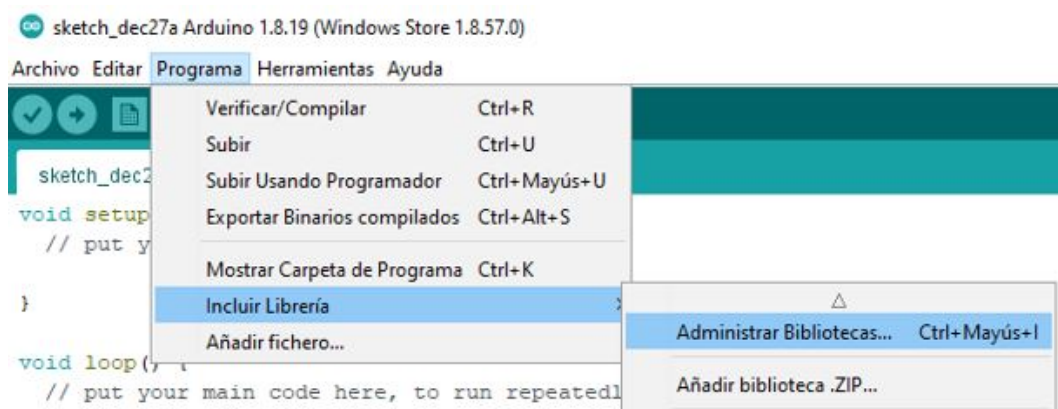 sketch_dec27a Arduino 1.8.19 (Windows Store 1.8.57.0)
Archivo Editar Programa Herramientas Ayuda
Verificar/Compilar Ctrl+R
Subir Ctrl+U
sketch_dec2
Subir Usando Programador Ctrl+Mayús+U
void setup
Exportar Binarios compilados Ctrl+Alt+S
// put y
Mostrar Carpeta de Programa Ctrl+K
}
Incluir Librería
Administrar Bibliotecas... Ctrl+Mayús+I
Añadir fichero...
void loop() {
Añadir biblioteca .ZIP...
// put your main code here, to run repeatedl